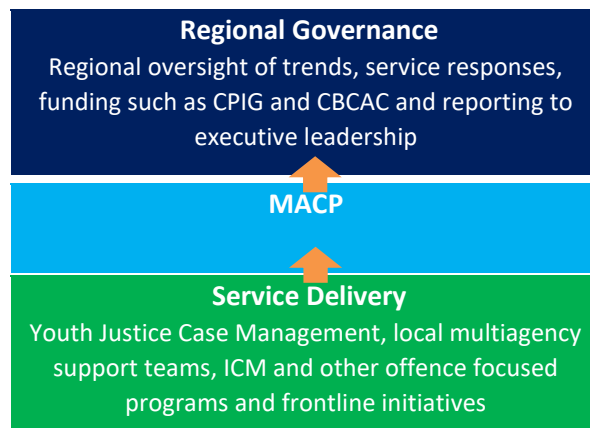 Regional Governance
Regional oversight of trends, service responses,
funding such as CPIG and CBCAC and reporting to
executive leadership
MACP
Service Delivery
Youth Justice Case Management, local multiagency
support teams, ICM and other offence focused
programs and frontline initiatives